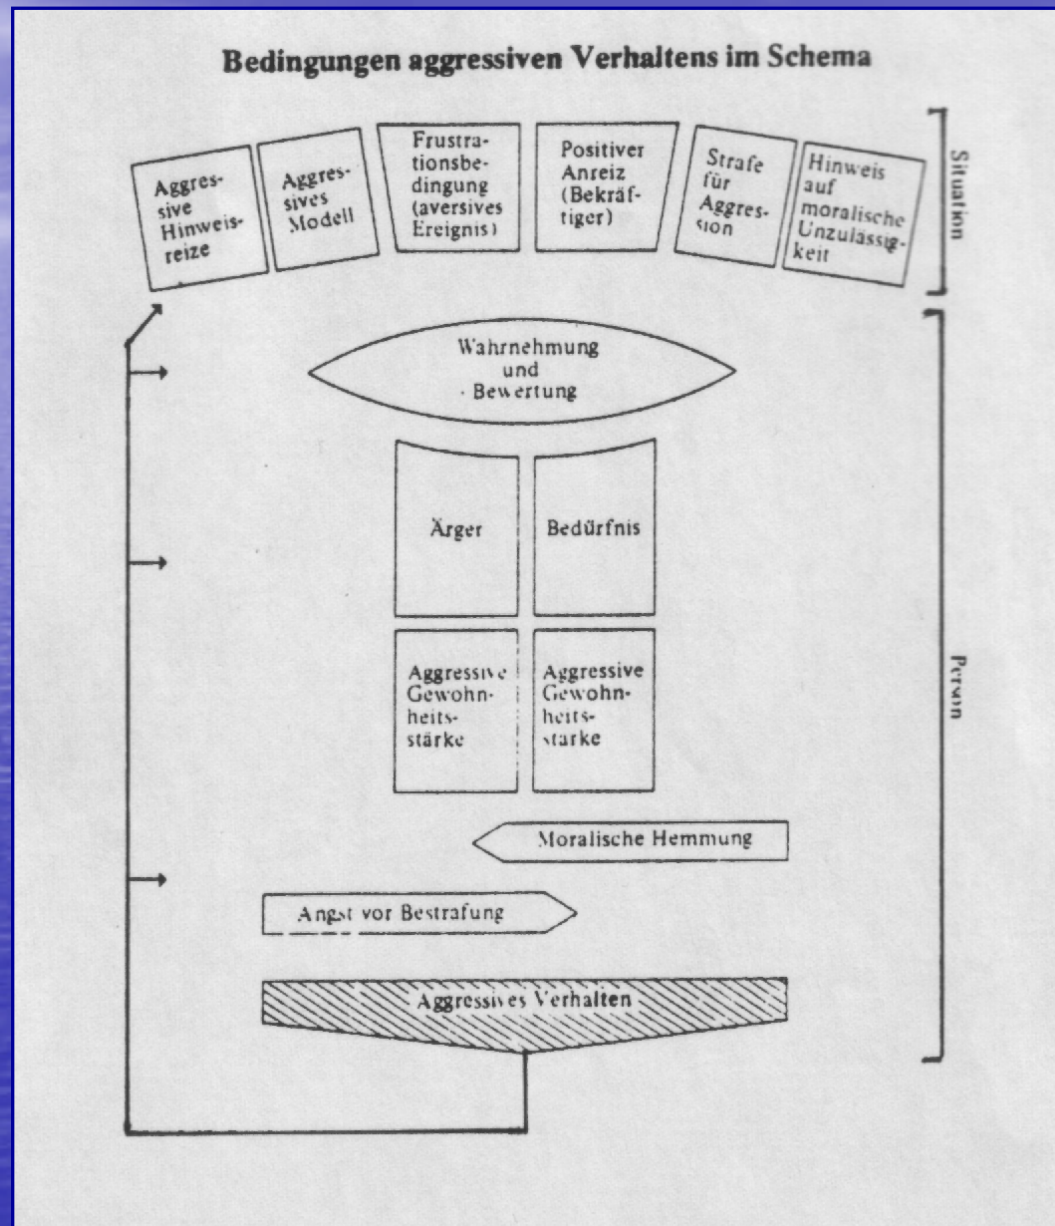 Bedingungen aggressiven Verhaltens im Schema
Aggres-
sive
Hinweis-
reize
Aggres-
sives
Modell
Frustra-
tionsbe-
dingung
(aversives
Ereignis)
Positiver
Anreiz
(Bekräf-
tiger)
Strafe
für
Aggres-
sion
Hinweis
auf
moralische
Unzulässig-
keit
Situation
Wahrnehmung
und
Bewertung
Ärger
Bedürfnis
Aggressive
Gewohn-
heits-
stärke
Aggressive
Gewohn-
heits-
starke
Person
Moralische Hemmung
Angst vor Bestrafung
Aggressives Verhalten